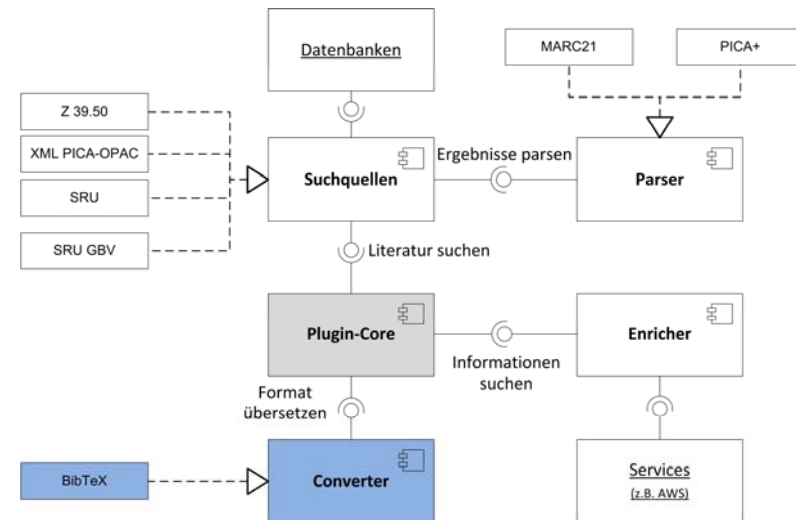 Datenbanken
MARC21
PICA+
Z 39.50
XML PICA-OPAC
SRU
SRU GBV
Suchquellen
Ergebnisse parsen
Parser
Literatur suchen
Plugin-Core
Informationen
suchen
Enricher
Format
übersetzen
BibTeX
Converter
Services
(z.B. AWS)